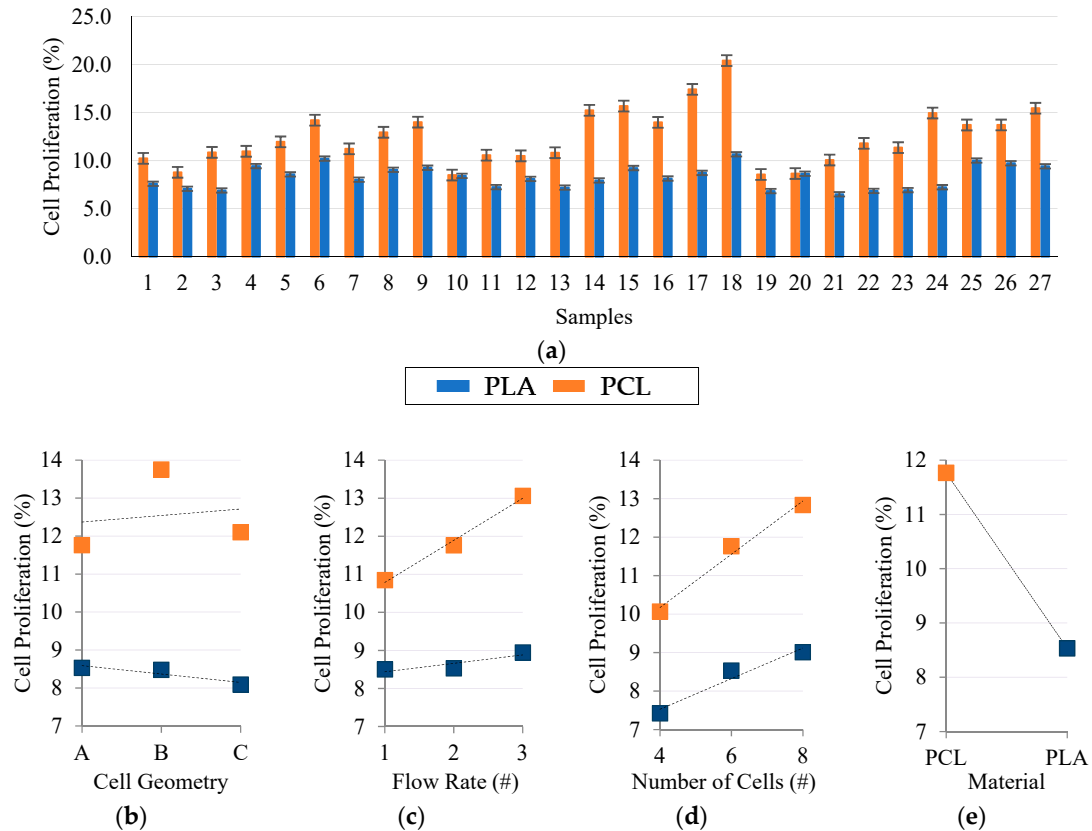 25.0
20.0
15.0
10.0
5.0
0.0
Cell Proliferation (%)
1 2 3 4 5 6 7 8 9 10 11 12 13 14 15 16 17 18 19 20 21 22 23 24 25 26 27
Samples
(a)
PLA PCL
14
13
12
11
10
9
8
7
Cell Proliferation (%)
A B C
Cell Geometry
(b)
14
13
12
11
10
9
8
7
Cell Proliferation (%)
1 2 3
Flow Rate (#)
(c)
14
13
12
11
10
9
8
7
Cell Proliferation (%)
4 6 8
Number of Cells (#)
(d)
12
11
10
9
8
7
Cell Proliferation (%)
PCL PLA
Material
(e)